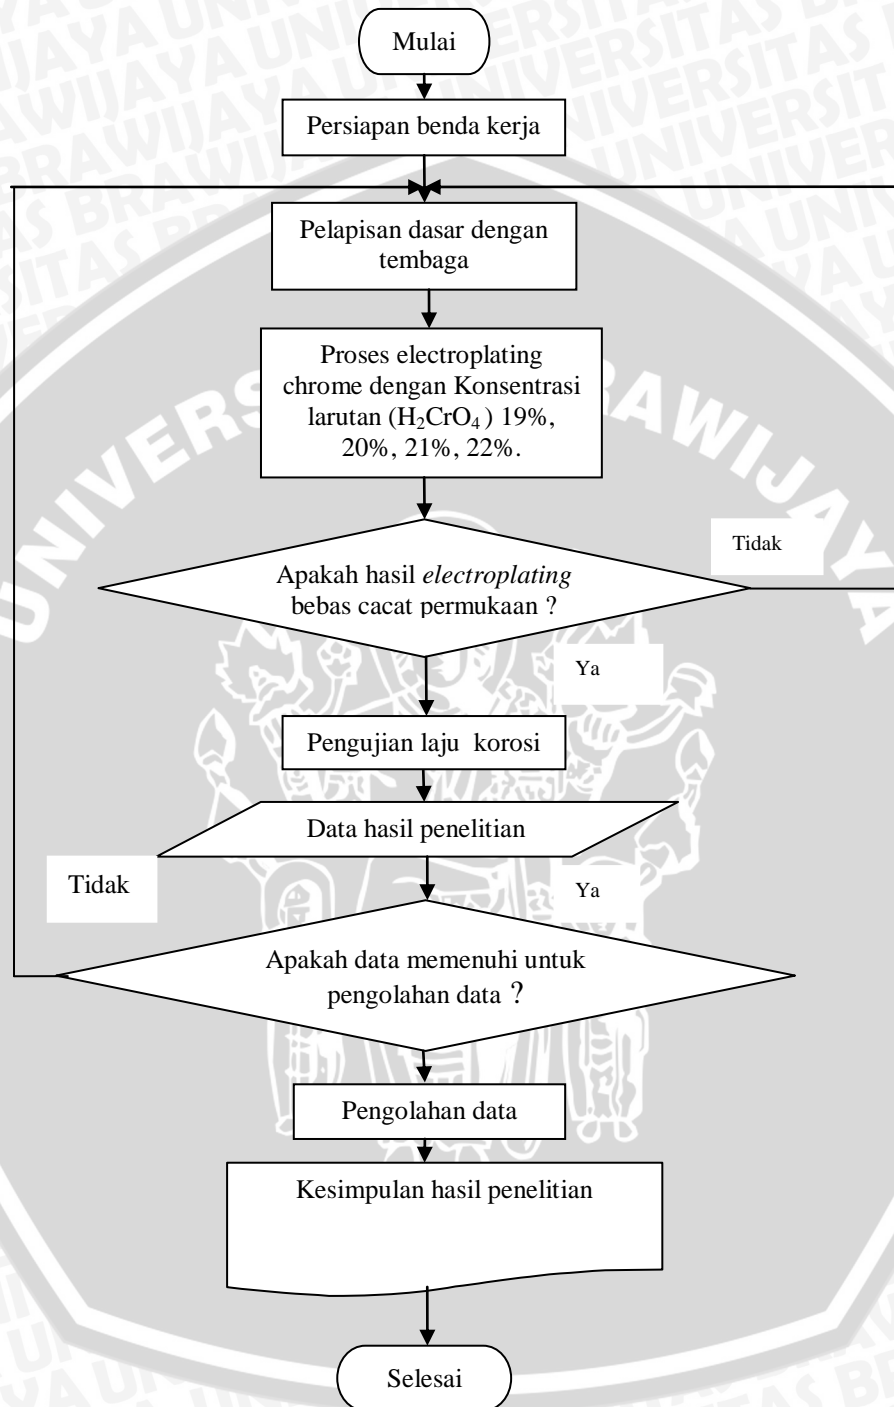 Mulai
Persiapan benda kerja
Pelapisan dasar dengan
tembaga
Proses electroplating
chrome dengan Konsentrasi
larutan (H₂CrO₄ ) 19%,
20%, 21%, 22%.
Tidak
Apakah hasil electroplating
bebas cacat permukaan ?
Ya
Pengujian laju korosi
Data hasil penelitian
Tidak
Ya
Apakah data memenuhi untuk
pengolahan data ?
Pengolahan data
Kesimpulan hasil penelitian
Selesai
UNIVERSITAS BRAWIJAYA